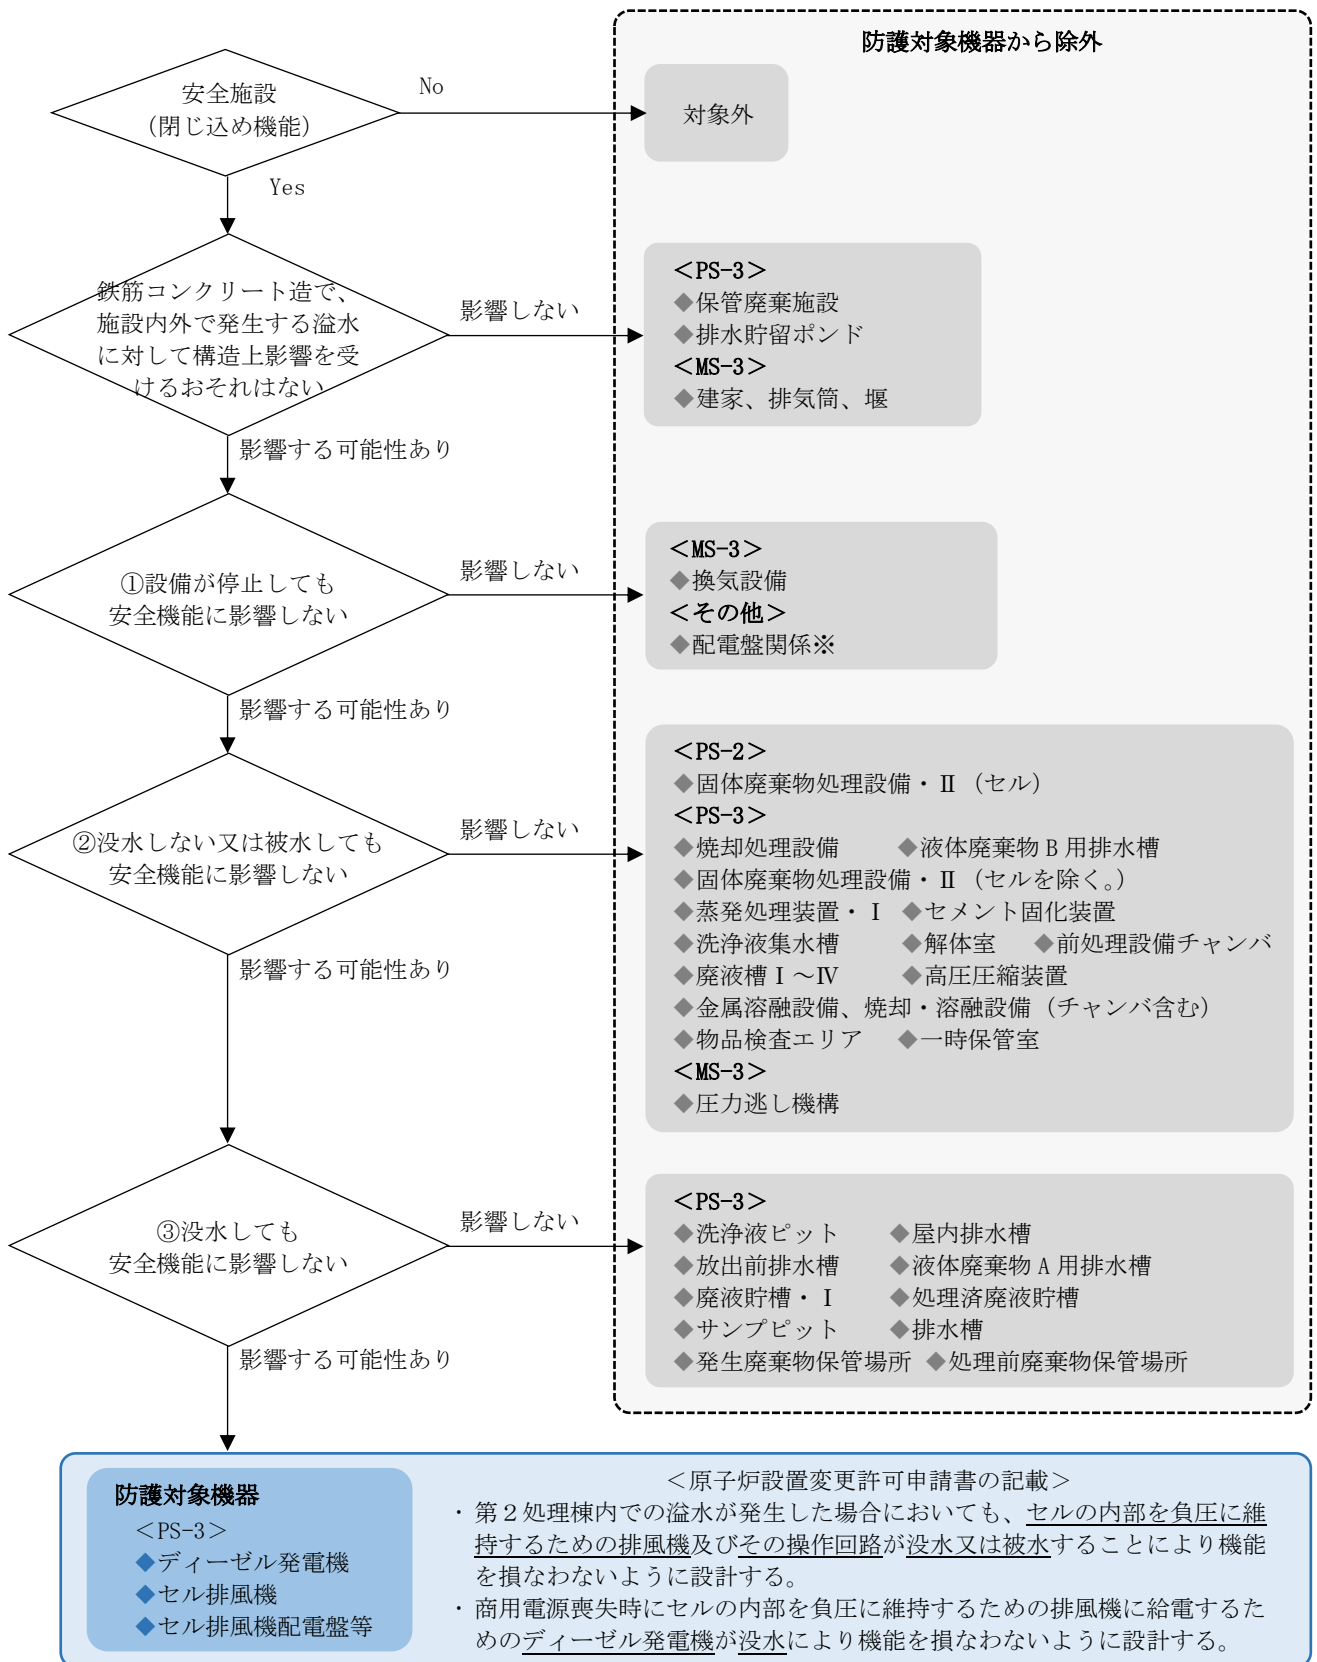 防護対象機器から除外
安全施設
（閉じ込め機能）
No
対象外
Yes
鉄筋コンクリート造で、
施設内外で発生する溢水
に対して構造上影響を受
けるおそれはない
影響しない
＜PS-3＞
◆保管廃棄施設
◆排水貯留ポンド
＜MS-3＞
◆建家、排気筒、堰
影響する可能性あり
①設備が停止しても
安全機能に影響しない
影響しない
＜MS-3＞
◆換気設備
＜その他＞
◆配電盤関係※
影響する可能性あり
②没水しない又は被水しても
安全機能に影響しない
影響しない
＜PS-2＞
◆固体廃棄物処理設備・Ⅱ（セル）
＜PS-3＞
◆焼却処理設備 ◆液体廃棄物 B 用排水槽
◆固体廃棄物処理設備・Ⅱ（セルを除く。）
◆蒸発処理装置・Ⅰ ◆セメント固化装置
◆洗浄液集水槽 ◆解体室 ◆前処理設備チャンバ
◆廃液槽Ⅰ～Ⅳ ◆高圧圧縮装置
◆金属溶融設備、焼却・溶融設備（チャンバ含む）
◆物品検査エリア ◆一時保管室
＜MS-3＞
◆圧力逃し機構
影響する可能性あり
③没水しても
安全機能に影響しない
影響しない
＜PS-3＞
◆洗浄液ピット ◆屋内排水槽
◆放出前排水槽 ◆液体廃棄物 A 用排水槽
◆廃液貯槽・Ⅰ ◆処理済廃液貯槽
◆サンプピット ◆排水槽
◆発生廃棄物保管場所 ◆処理前廃棄物保管場所
影響する可能性あり
防護対象機器
＜PS-3＞
◆ディーゼル発電機
◆セル排風機
◆セル排風機配電盤等
＜原子炉設置変更許可申請書の記載＞
・第２処理棟内での溢水が発生した場合においても、セルの内部を負圧に維
持するための排風機及びその操作回路が没水又は被水することにより機能
を損なわないように設計する。
・商用電源喪失時にセルの内部を負圧に維持するための排風機に給電するた
めのディーゼル発電機が没水により機能を損なわないように設計する。